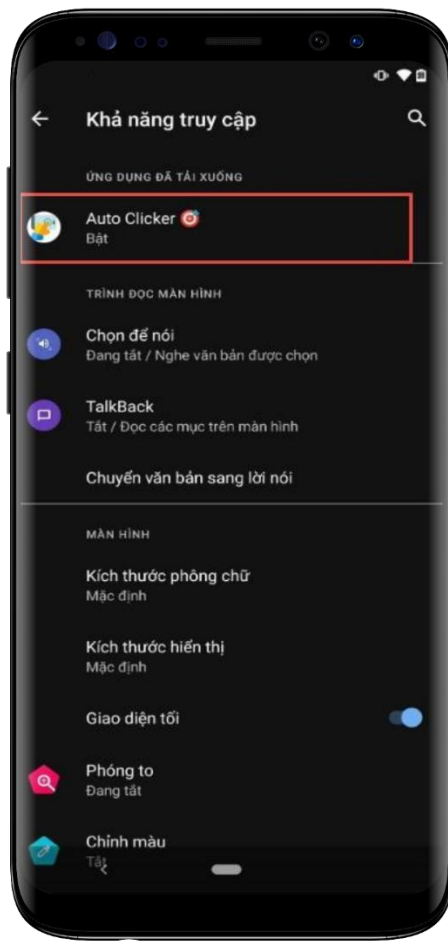 Khả năng truy cập
ỨNG DỤNG ĐÃ TẢI XUỐNG
Auto Clicker
Bật
TRÌNH ĐỌC MÀN HÌNH
Chọn để nói
Đang tắt / Nghe văn bản được chọn
TalkBack
Tắt / Đọc các mục trên màn hình
Chuyển văn bản sang lời nói
MÀN HÌNH
Kích thước phông chữ
Mặc định
Kích thước hiển thị
Mặc định
Giao diện tối
Phóng to
Đang tắt
Chỉnh màu
Tắt